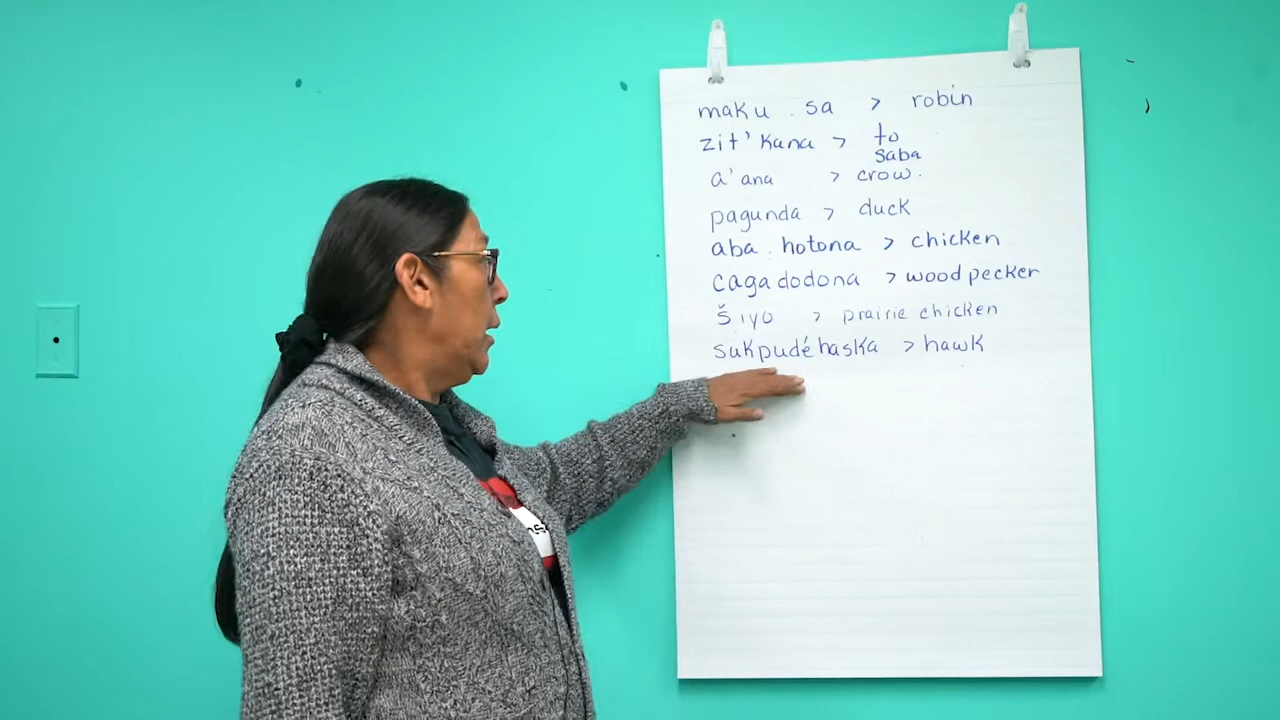 maku . sa > robin
zit'kana > to
saba
a'ana > crow.
pagunda > duck
aba . hotona > chicken
cagadodona > woodpecker
šiyo > prairie chicken
sukpudéhaska > hawk